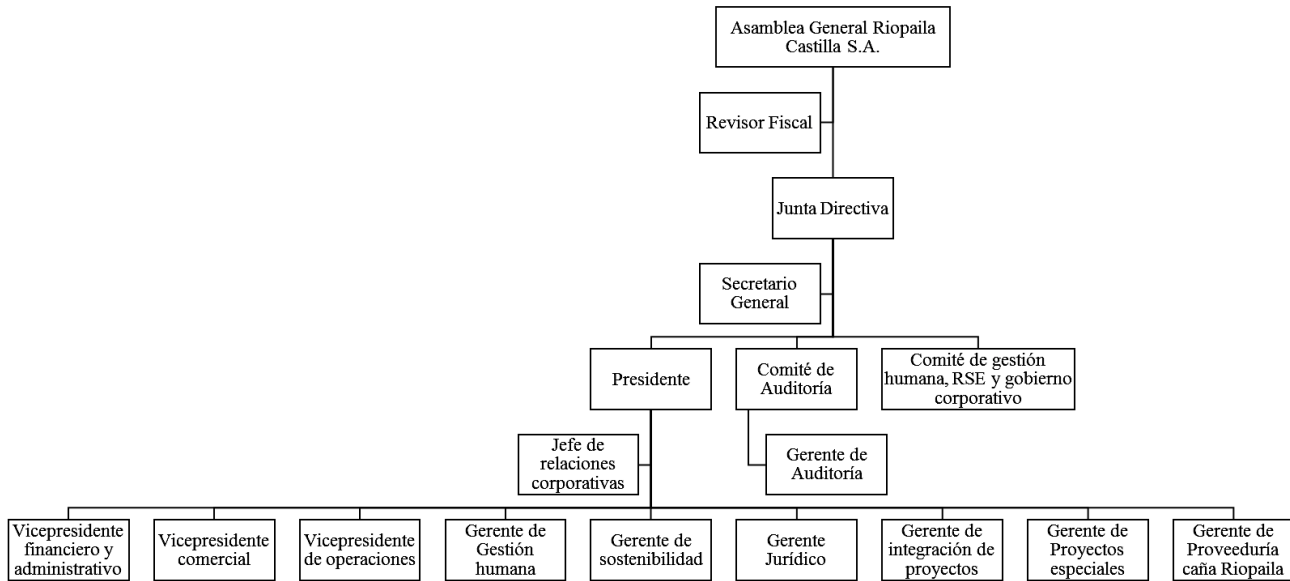 Asamblea General Riopaila
Castilla S.A.
Revisor Fiscal
Junta Directiva
Secretario
General
Presidente
Comité de
Auditoría
Comité de gestión
humana, RSE y gobierno
corporativo
Jefe de
relaciones
corporativas
Gerente de
Auditoría
Vicepresidente
financiero y
administrativo
Vicepresidente
comercial
Vicepresidente
de operaciones
Gerente de
Gestión
humana
Gerente de
sostenibilidad
Gerente
Jurídico
Gerente de
integración de
proyectos
Gerente de
Proyectos
especiales
Gerente de
Proveeduría
caña Riopaila